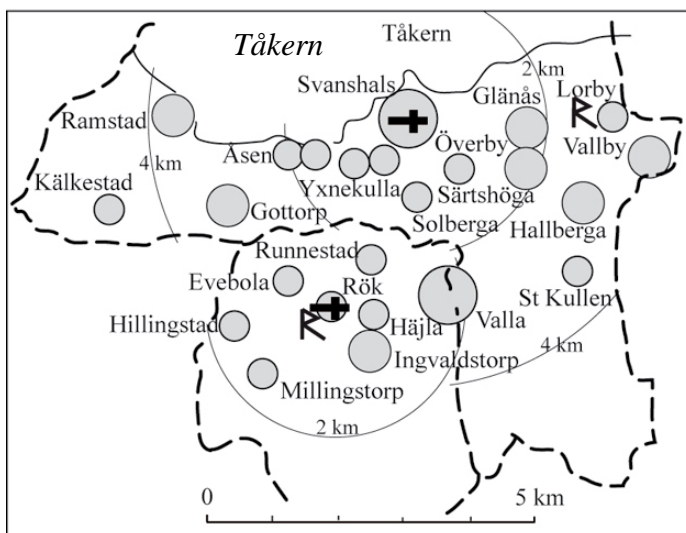 Tåkern
Tåkern
Svanshals
2 km
Lorby
Glänås
Ramstad
Åsen
Överby
Vallby
4 km
Yxnekulla
Kälkestad
Särtshöga
Gottorp
Solberga
Hallberga
Runnestad
Evebola
Rök
St Kullen
Hillingstad
Häjla
Valla
Ingvaldstorp
4 km
Millingstorp
2 km
0
5 km